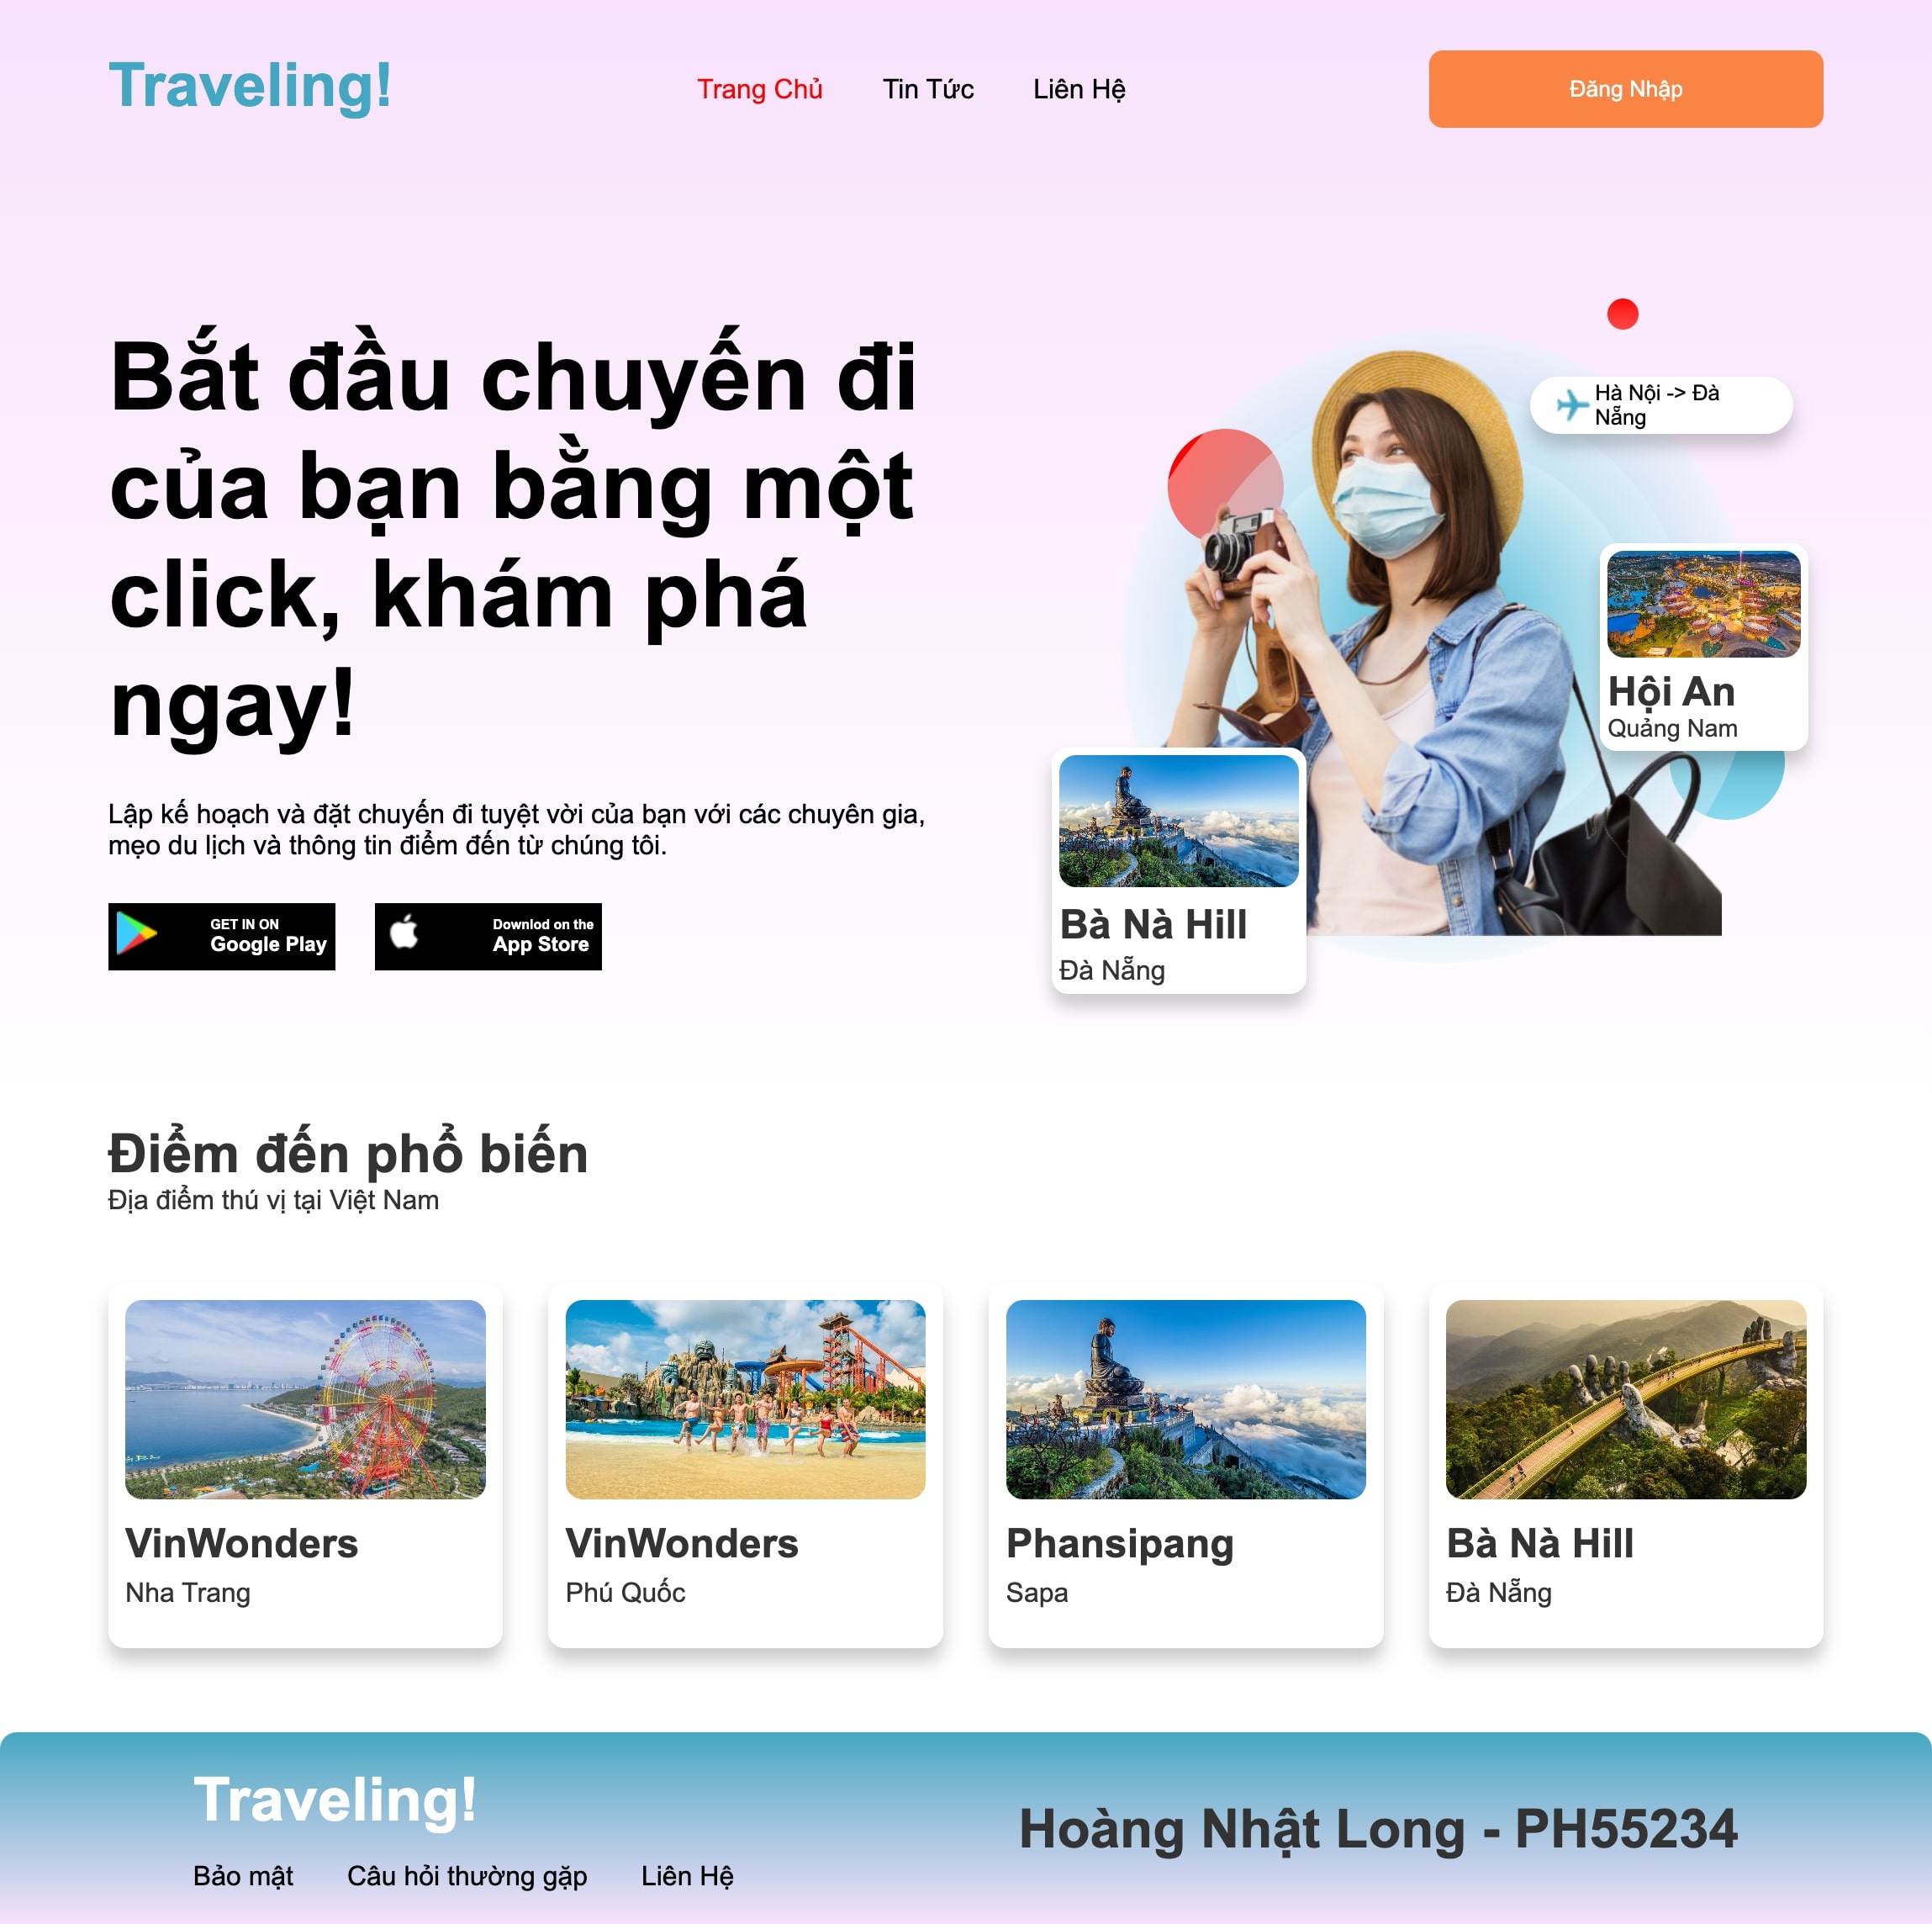 Traveling!
Trang Chủ
Tin Tức
Liên Hệ
Đăng Nhập
Bắt đầu chuyến đi
của bạn bằng một
click, khám phá
ngay!
Lập kế hoạch và đặt chuyến đi tuyệt vời của bạn với các chuyên gia,
mẹo du lịch và thông tin điểm đến từ chúng tôi.
GET IN ON
Google Play
Downlod on the
App Store
Hà Nội -> Đà
Nẵng
Hội An
Quảng Nam
Bà Nà Hill
Đà Nẵng
Điểm đến phổ biến
Địa điểm thú vị tại Việt Nam
VinWonders
Nha Trang
VinWonders
Phú Quốc
Phansipang
Sapa
Bà Nà Hill
Đà Nẵng
Traveling!
Bảo mật
Câu hỏi thường gặp
Liên Hệ
Hoàng Nhật Long - PH55234